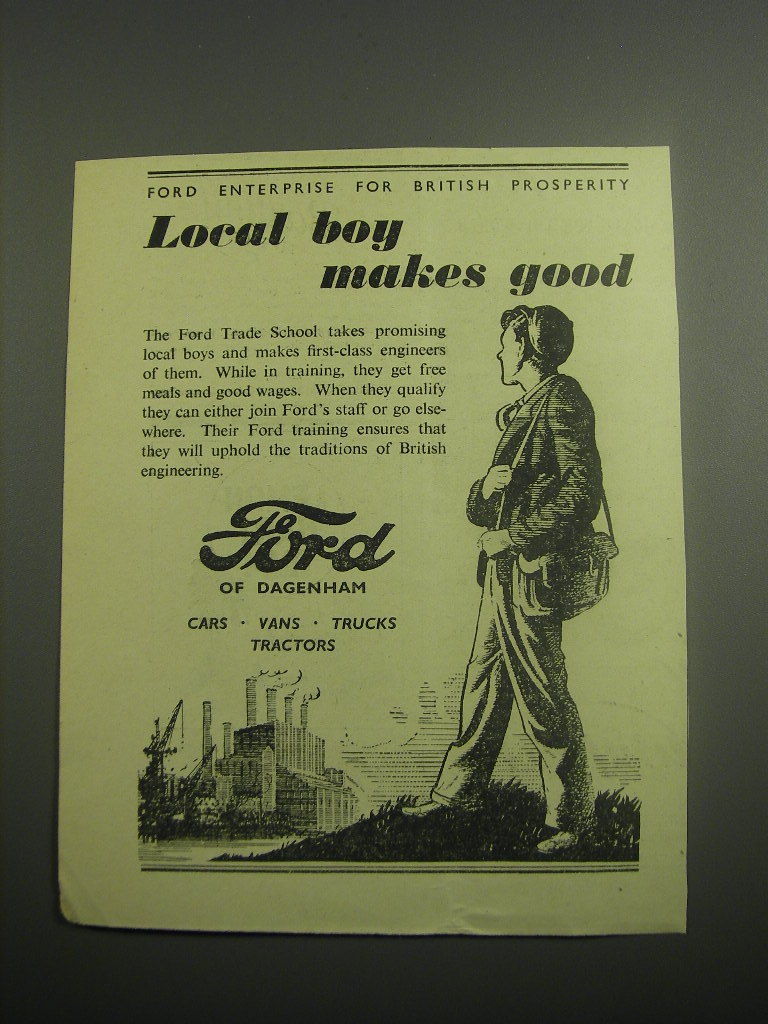 FORD ENTERPRISE FOR BRITISH PROSPERITY
Local boy
makes good
The Ford Trade School takes promising
local boys and makes first-class engineers
of them. While in training, they get free
meals and good wages. When they qualify
they can either join Ford's staff or go else-
where. Their Ford training ensures that
they will uphold the traditions of British
engineering.
Ford
OF DAGENHAM
CARS · VANS · TRUCKS
TRACTORS